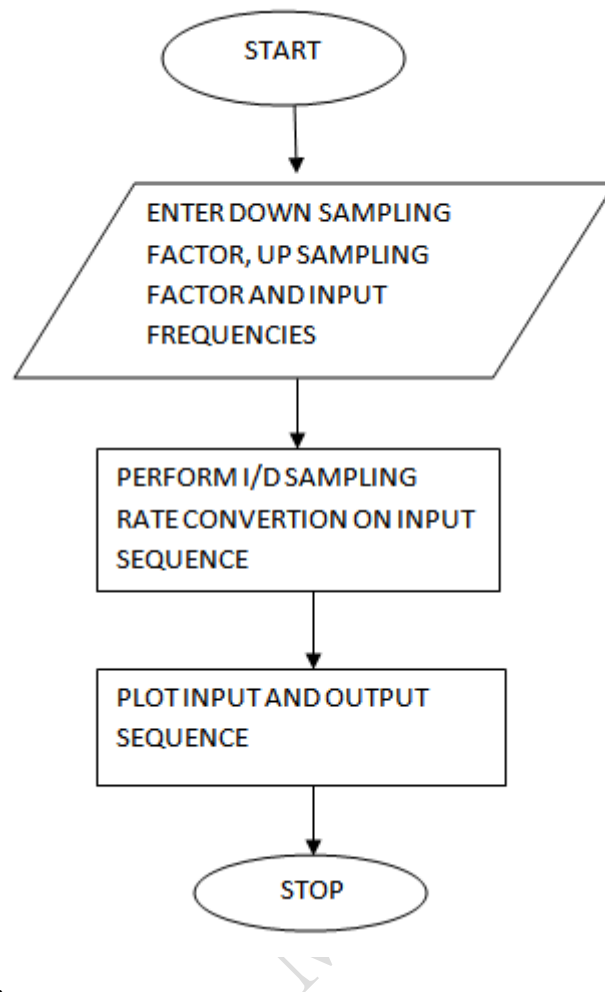 START
ENTER DOWN SAMPLING
FACTOR, UP SAMPLING
FACTOR AND INPUT
FREQUENCIES
PERFORM I/D SAMPLING
RATE CONVERTION ON INPUT
SEQUENCE
PLOT INPUT AND OUTPUT
SEQUENCE
STOP